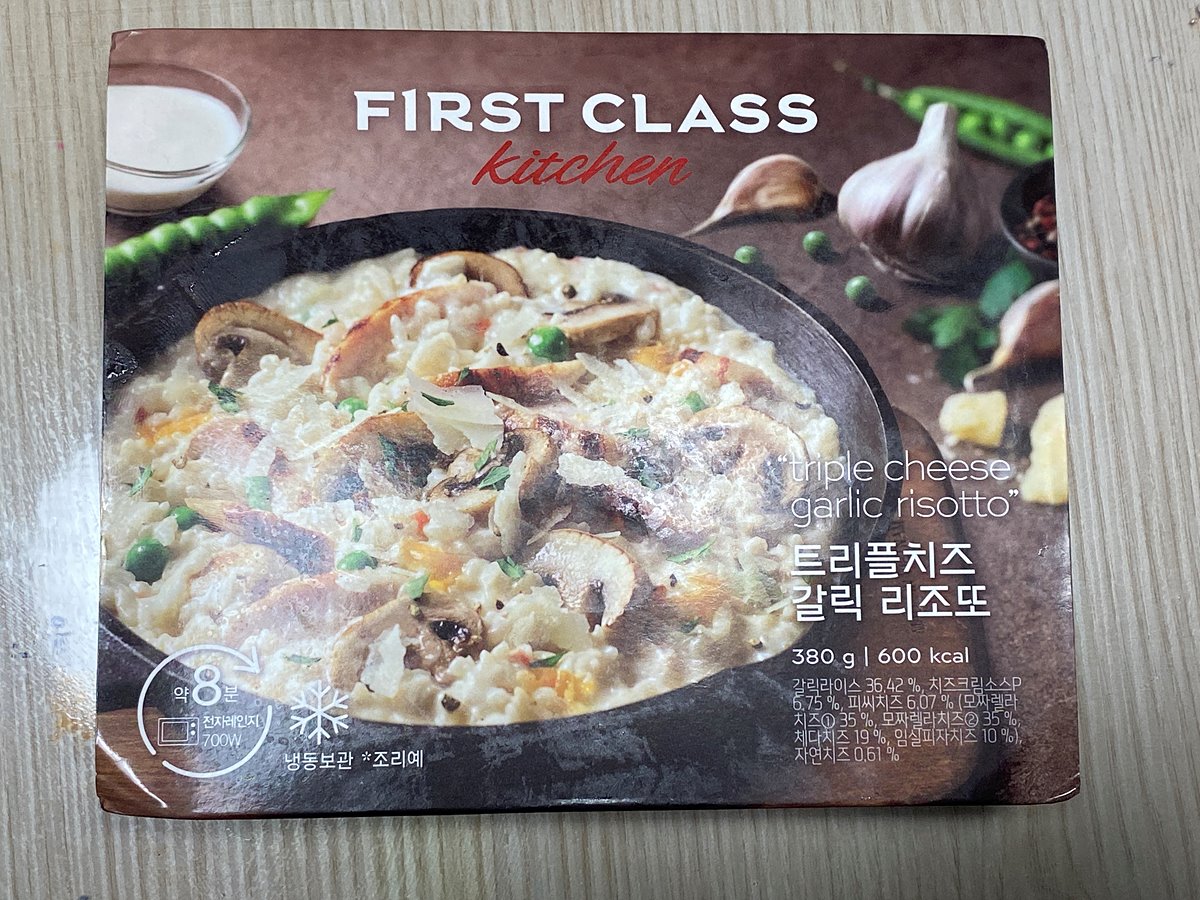 FIRST CLASS
kitchen
"triple cheese
garlic risotto"
트리플치즈
갈릭 리조또
380 g | 600 kcal
갈릭라이스 36.42 %, 치즈크림소스P
6.75 %, 피씨치즈 6.07 % (모짜렐라
치즈① 35 %, 모짜렐라치즈② 35 %,
체다치즈 19 %, 임실피자치즈 10 %),
자연치즈 0.61 %
약 8분
전자레인지
700W
냉동보관 *조리예